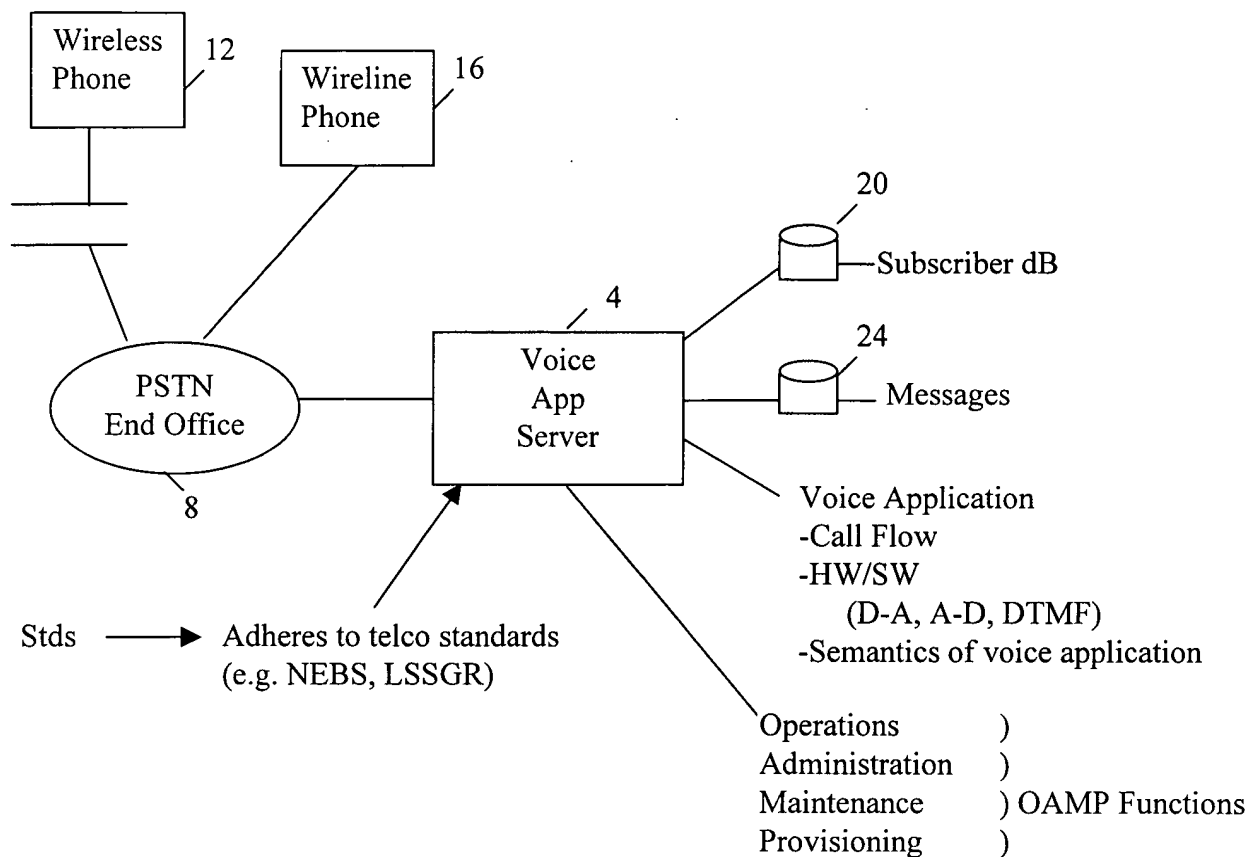 Wireless
Phone
12
Wireline
Phone
16
20
Subscriber dB
4
Voice
App
Server
24
Messages
PSTN
End Office
8
Voice Application
-Call Flow
-HW/SW
(D-A, A-D, DTMF)
-Semantics of voice application
Stds
Adheres to telco standards
(e.g. NEBS, LSSGR)
Operations )
Administration )
Maintenance ) OAMP Functions
Provisioning )